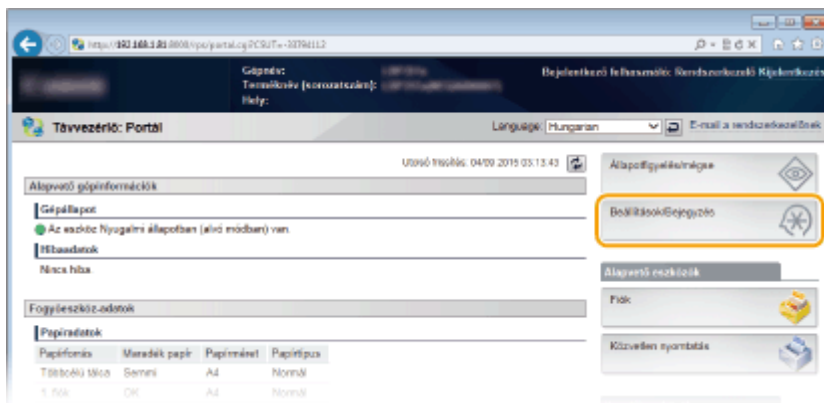 Gépnév:
Terméknév [sorozatszám]:
Hely:
Bejelentkező felhasználó: Rendszerkezelő Kijelentkezés
Távvezérlő: Portál
Language: Hungarian
E-mail a rendszerkezelőnek
Utolsó frissítés: 04/09 2015 03:13:43
Alapvető gépinformációk
Gépállapot
Az eszköz Nyugalmi állapotban (alvó módban) van.
Hibaadatok
Nincs hiba.
Fogyóeszköz-adatok
Papíradatok
Papírforrás Maradék papír Papírméret Papírtípus
Többcélú tálca Semmi A4 Normál
1. fiók OK A4 Normál
Állapotfigyelés/mégse
Beállítások/Bejegyzés
Alapvető eszközök
Fiók
Közvetlen nyomtatás